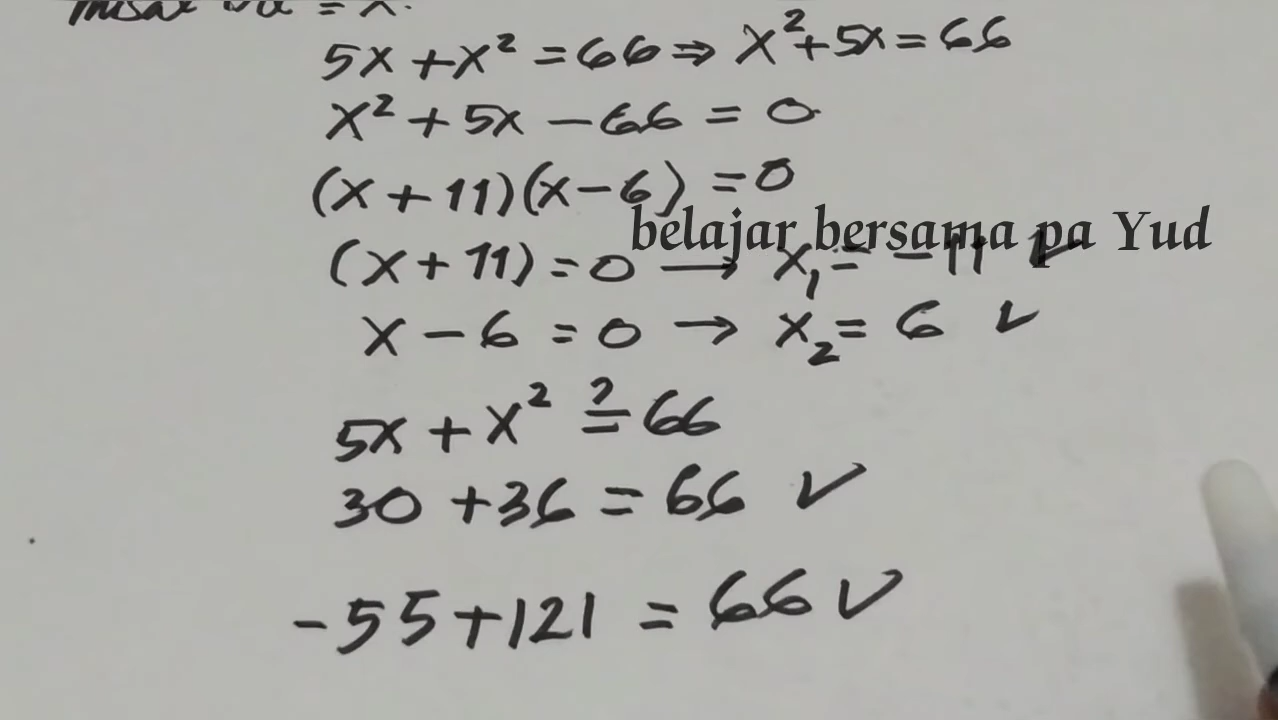 = x.
5x + x² = 66 ⇒ x² + 5x = 66
x² + 5x - 66 = 0
(x + 11)(x - 6) = 0
belajar bersama pa Yud
(x + 11) = 0 → x₁ = -11 ✓
x - 6 = 0 → x₂ = 6 ✓
5x + x² ≟ 66
30 + 36 = 66 ✓
-55 + 121 = 66 ✓